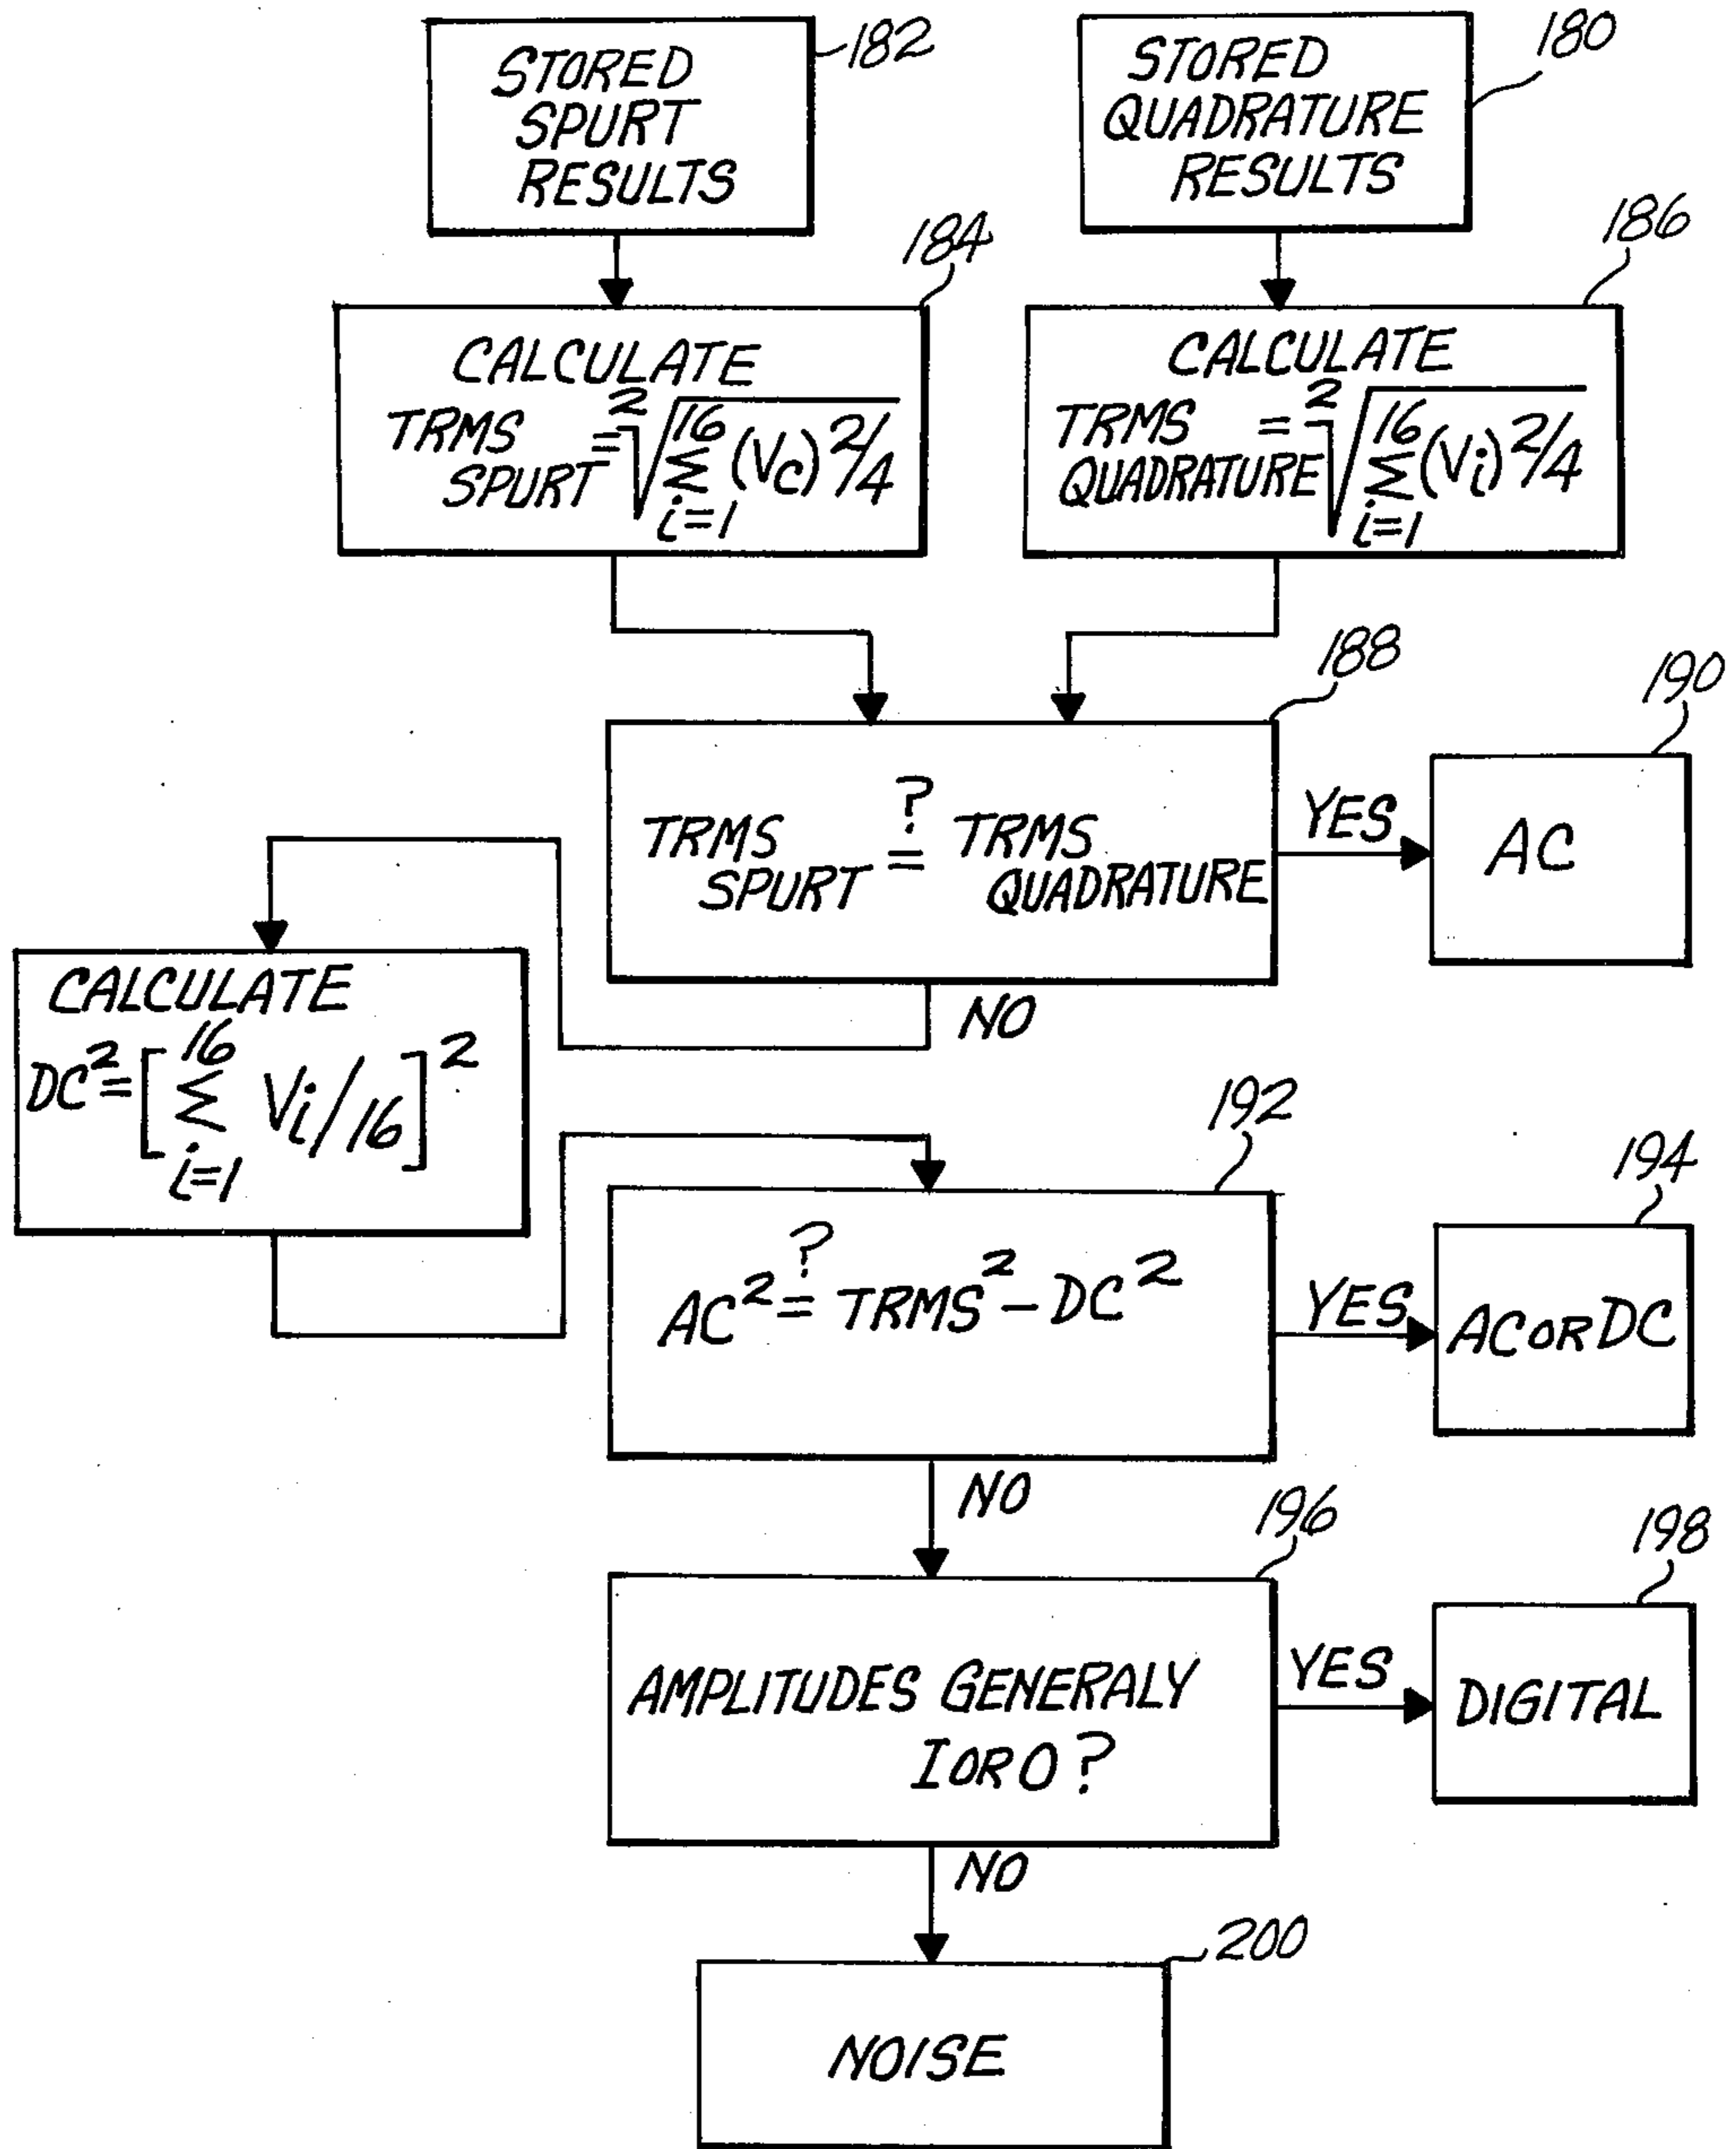 182
STORED
SPURT
RESULTS
180
STORED
QUADRATURE
RESULTS
184
CALCULATE
TRMS SPURT = ²√ 16 Σ i=1 (Vc) 2/4
186
CALCULATE
TRMS QUADRATURE = ²√ 16 Σ i=1 (Vi) 2/4
188
TRMS SPURT ?= TRMS QUADRATURE
YES
190
AC
NO
CALCULATE
DC² = [ 16 Σ i=1 Vi/16 ]²
192
AC² ?= TRMS² – DC²
YES
194
AC OR DC
NO
196
AMPLITUDES GENERALY
I OR O ?
YES
198
DIGITAL
NO
200
NOISE